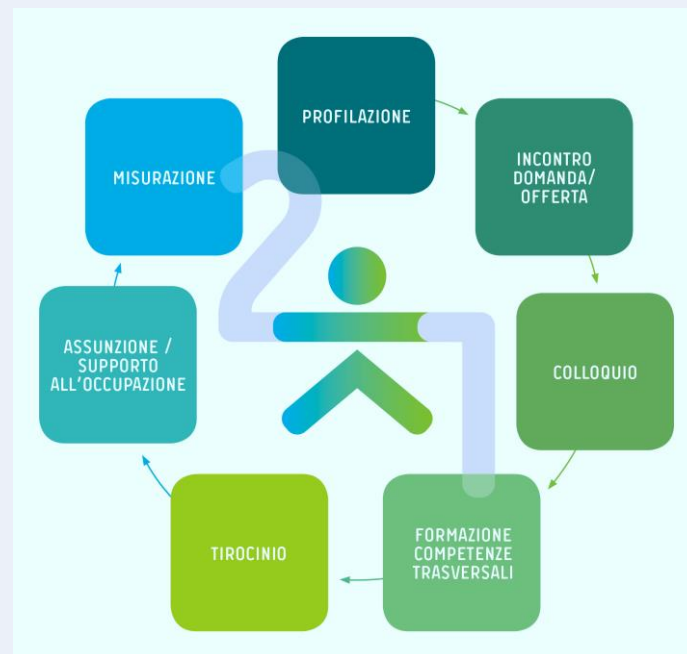 PROFILAZIONE
INCONTRO
DOMANDA/
OFFERTA
COLLOQUIO
FORMAZIONE
COMPETENZE
TRASVERSALI
TIROCINIO
ASSUNZIONE /
SUPPORTO
ALL'OCCUPAZIONE
MISURAZIONE